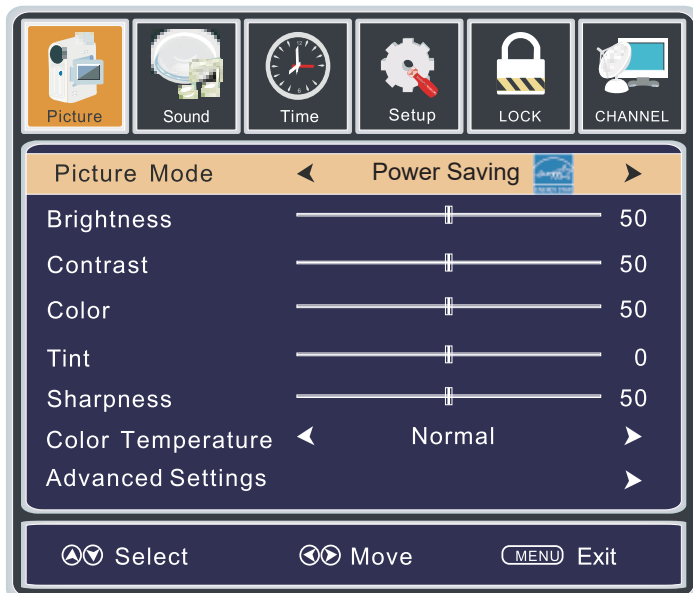 Picture Sound Time Setup LOCK CHANNEL
Picture Mode Power Saving
Brightness 50
Contrast 50
Color 50
Tint 0
Sharpness 50
Color Temperature Normal
Advanced Settings
Select Move MENU Exit